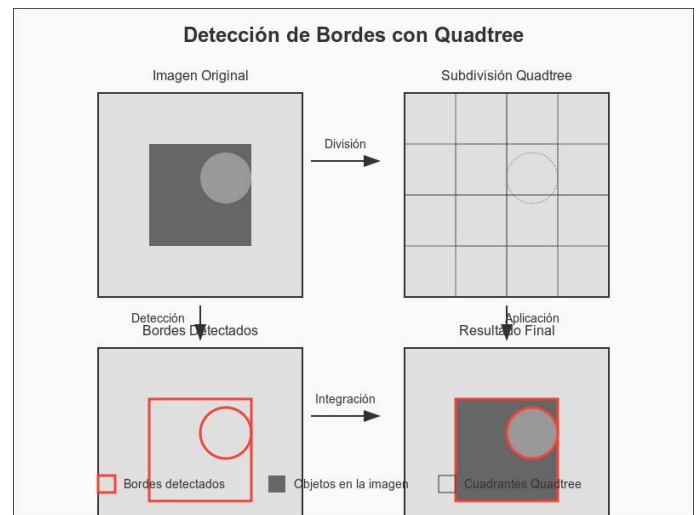 Detección de Bordes con Quadtree
Imagen Original
Subdivisión Quadtree
División
Detección
Aplicación
Bordes Detectados
Resultado Final
Integración
Bordes detectados
Objetos en la imagen
Cuadrantes Quadtree